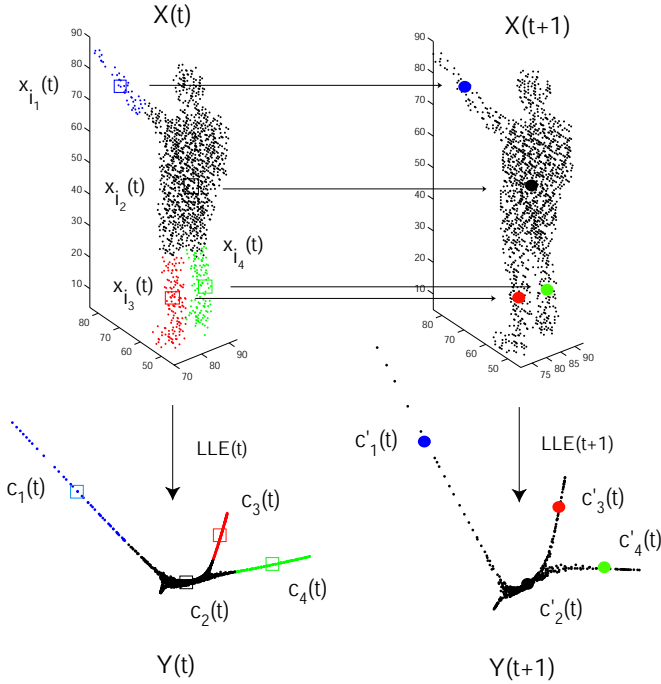 X(t)
X(t+1)
90
80
70
60
50
40
30
20
10
80
70
60
50
70
80
90
x_{i_1}(t)
x_{i_2}(t)
x_{i_3}(t)
x_{i_4}(t)
90
80
70
60
50
40
30
20
10
80
70
60
50
75
80
85
90
LLE(t)
LLE(t+1)
c_1(t)
c_2(t)
c_3(t)
c_4(t)
c'_1(t)
c'_3(t)
c'_4(t)
c'_2(t)
Y(t)
Y(t+1)